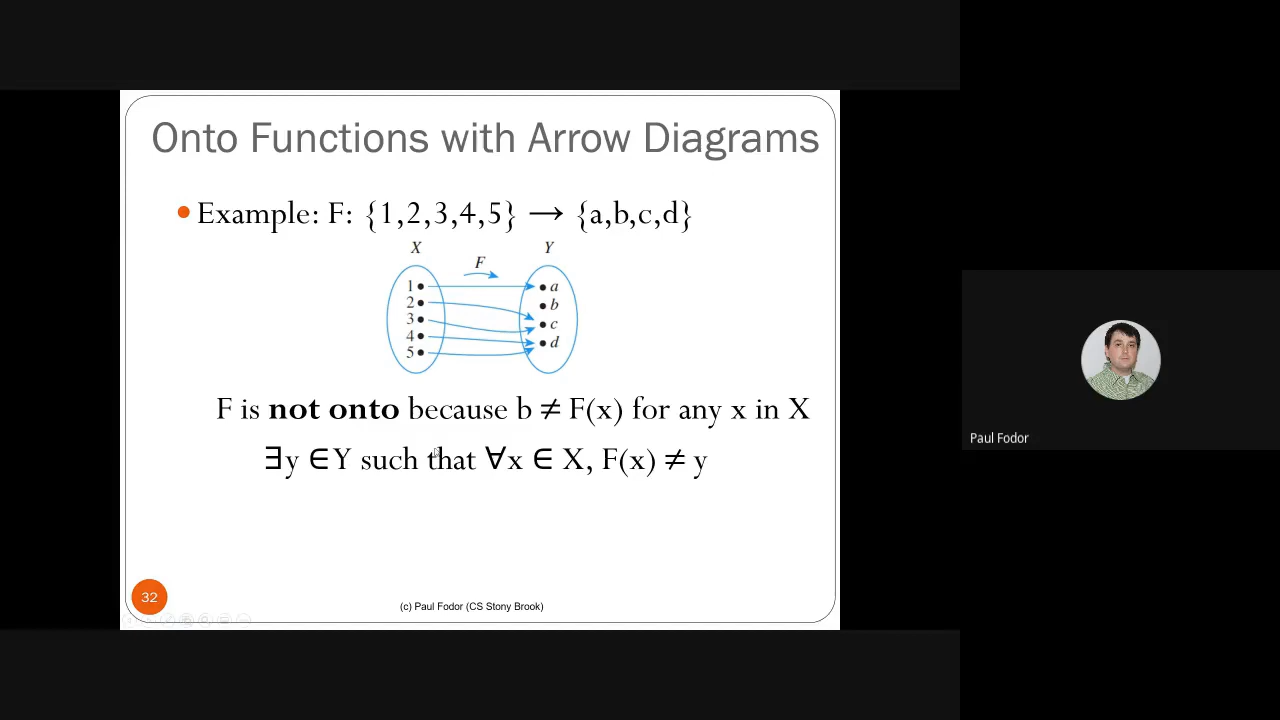 Onto Functions with Arrow Diagrams
Example: F: {1,2,3,4,5} → {a,b,c,d}
X
Y
F
1
2
3
4
5
a
b
c
d
F is not onto because b ≠ F(x) for any x in X
∃y ∈Y such that ∀x ∈ X, F(x) ≠ y
32
(c) Paul Fodor (CS Stony Brook)
Paul Fodor